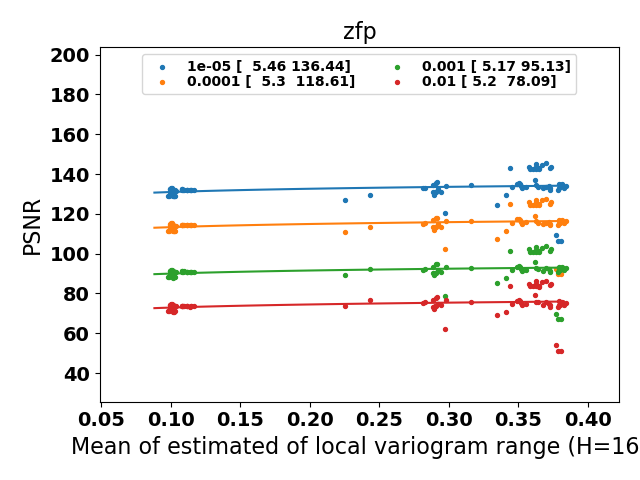 zfp
1e-05 [  5.46 136.44]
0.0001 [  5.3  118.61]
0.001 [ 5.17 95.13]
0.01 [ 5.2  78.09]
200
180
160
140
120
100
80
60
40
PSNR
0.05 0.10 0.15 0.20 0.25 0.30 0.35 0.40
Mean of estimated of local variogram range (H=16